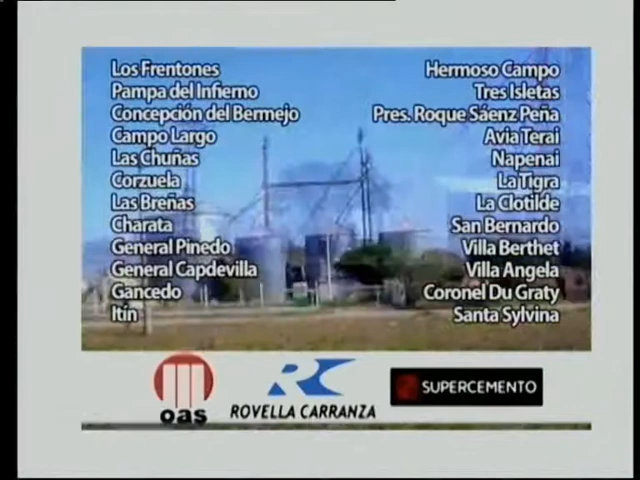 Los Frentones
Pampa del Infierno
Concepción del Bermejo
Campo Largo
Las Chuñas
Corzuela
Las Breñas
Charata
General Pinedo
General Capdevilla
Gancedo
Itín
Hermoso Campo
Tres Isletas
Pres. Roque Sáenz Peña
Avia Terai
Napenai
La Tigra
La Clotilde
San Bernardo
Villa Berthet
Villa Angela
Coronel Du Graty
Santa Sylvina
oas
RC
ROVELLA CARRANZA
SUPERCEMENTO